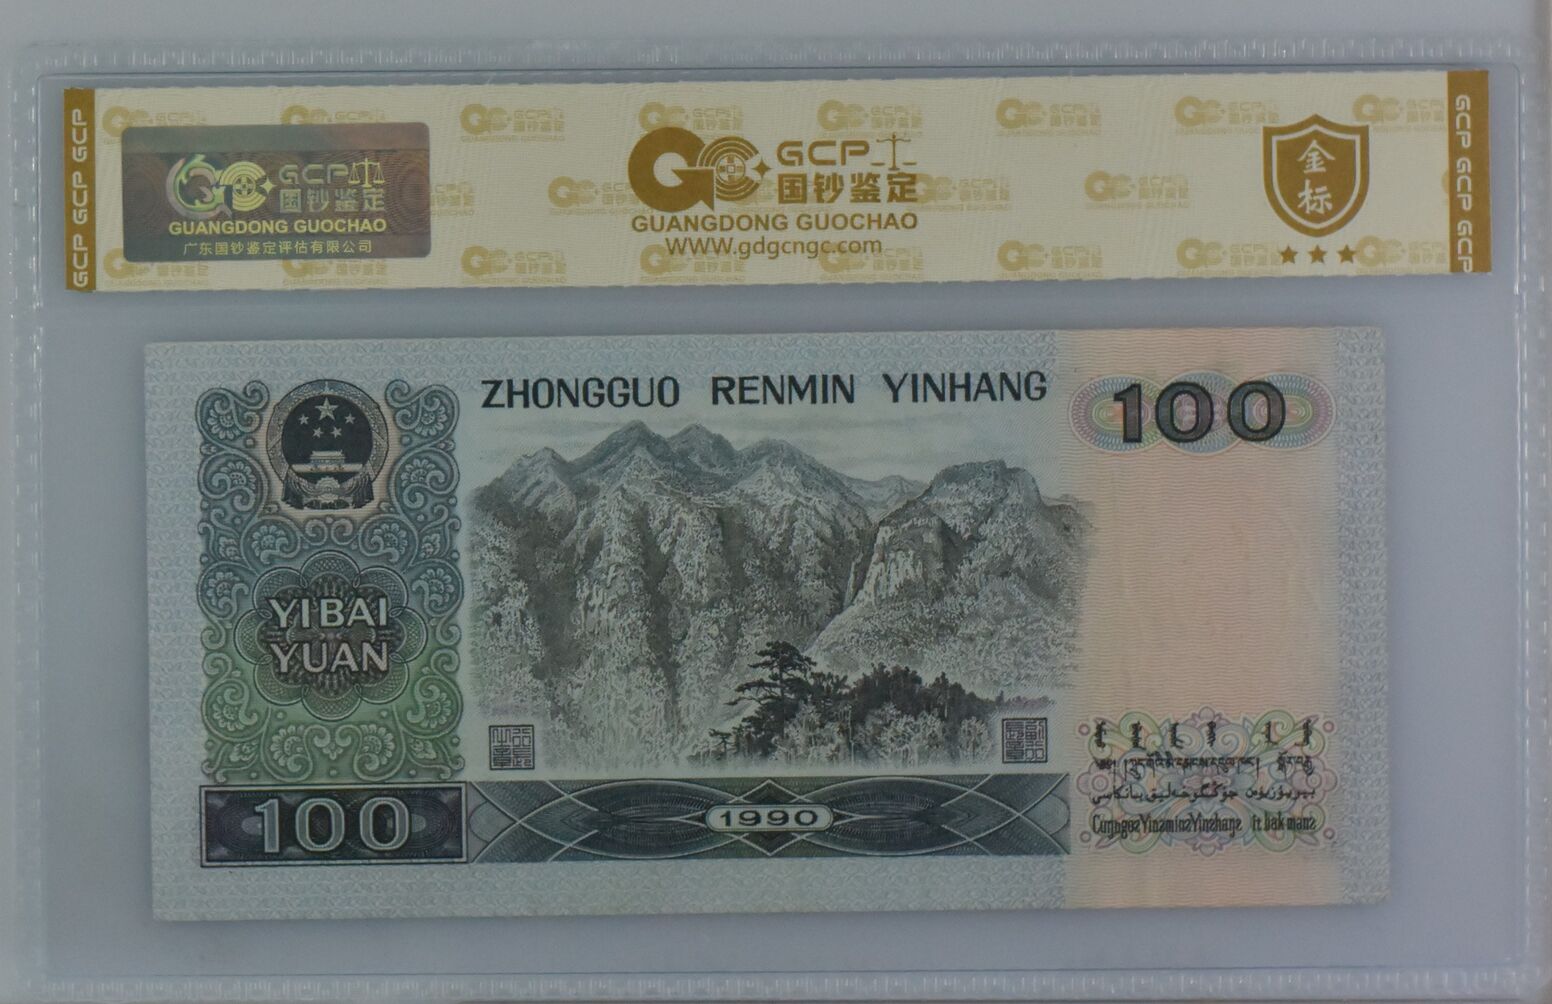 GCP GCP GCP
GCP 国钞鉴定
GUANGDONG GUOCHAO
广东国钞鉴定评估有限公司
GCP 国钞鉴定
GUANGDONG GUOCHAO
WWW.gdgcngc.com
金标
GCP GCP GCP
ZHONGGUO RENMIN YINHANG
100
YIBAI
YUAN
100
1990